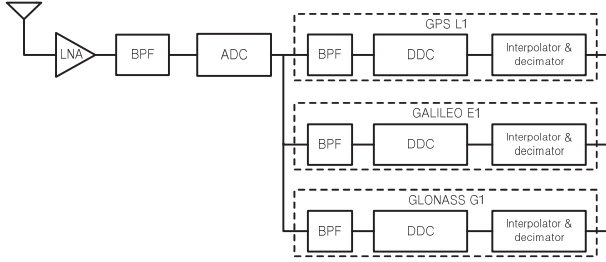 GPS L1
LNA
BPF
ADC
BPF
DDC
Interpolator &
decimator
GALILEO E1
BPF
DDC
Interpolator &
decimator
GLONASS G1
BPF
DDC
Interpolator &
decimator